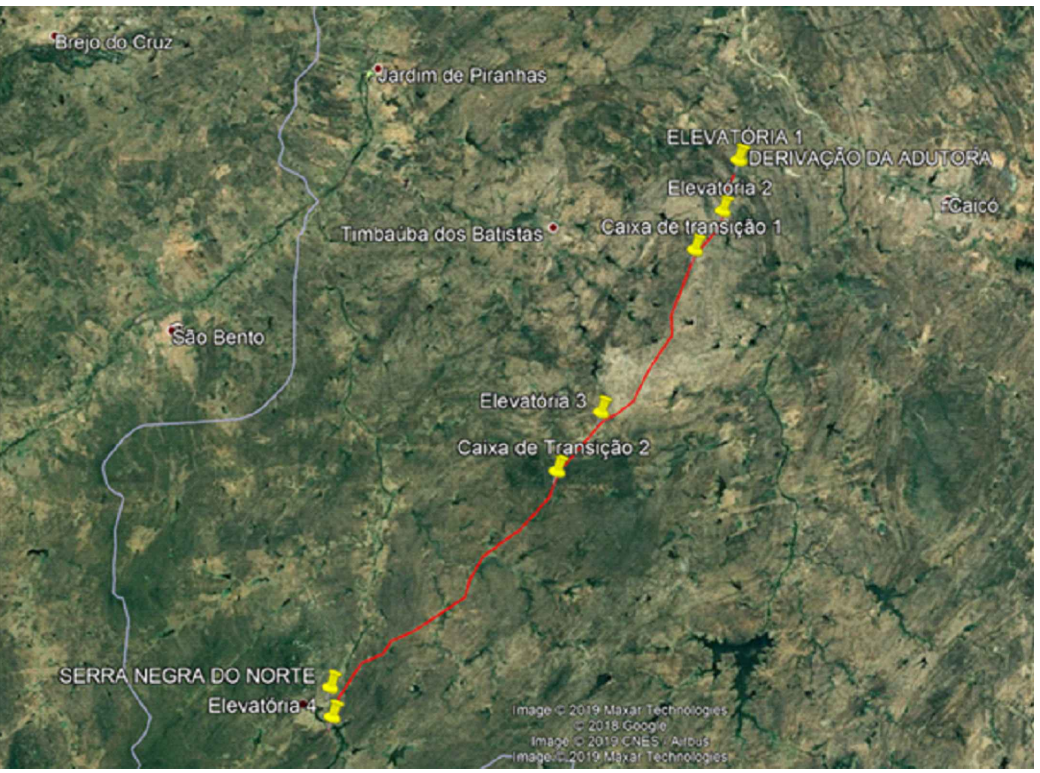 Brejo do Cruz
Jardim de Piranhas
ELEVATÓRIA 1
DERIVAÇÃO DA ADUTORA
Elevatória 2
Caicó
Caixa de transição 1
Timbaúba dos Batistas
São Bento
Elevatória 3
Caixa de Transição 2
SERRA NEGRA DO NORTE
Elevatória 4
Image © 2019 Maxar Technologies
© 2018 Google
Image © 2019 CNES / Airbus
Image © 2019 Maxar Technologies